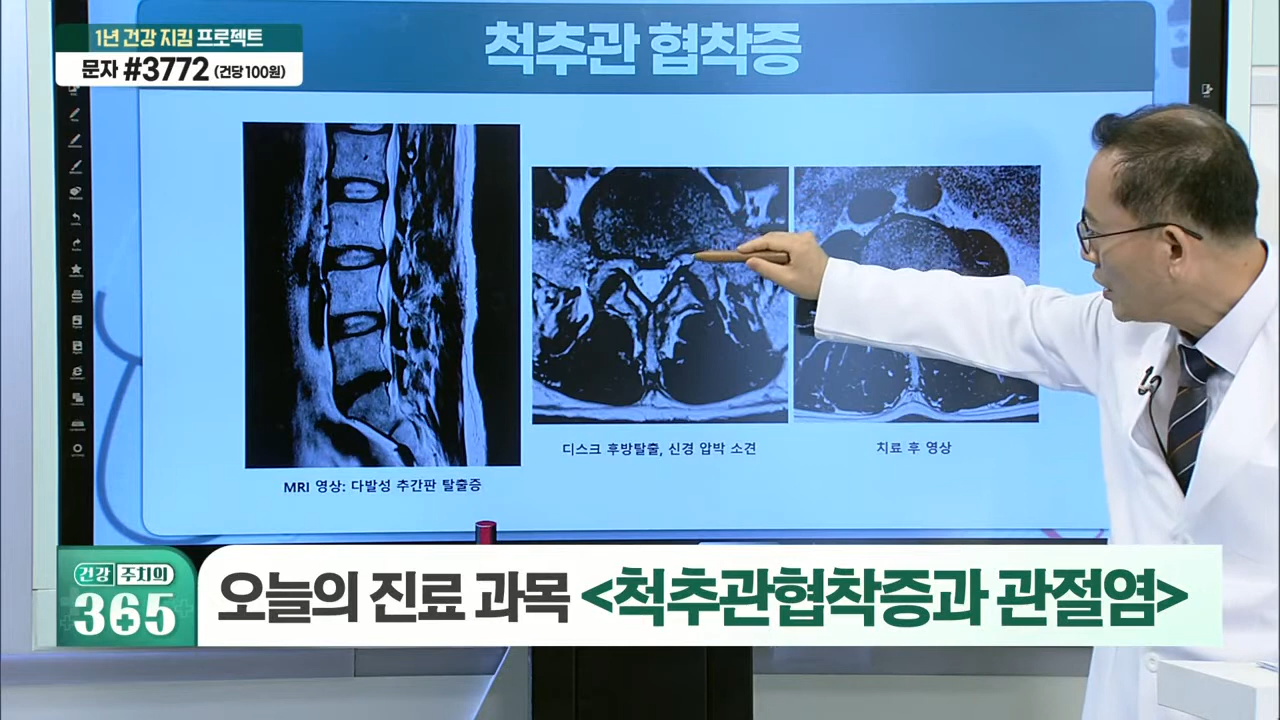 1년 건강 지킴 프로젝트
문자 #3772 (건당 100원)
척추관 협착증
디스크 후방탈출, 신경 압박 소견
치료 후 영상
MRI 영상: 다발성 추간판 탈출증
건강 주치의
365
오늘의 진료 과목 <척추관협착증과 관절염>